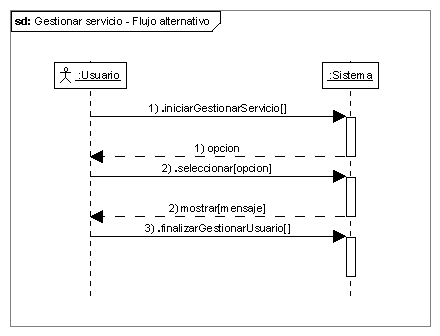 sd: Gestionar servicio - Flujo alternativo
:Usuario
:Sistema
1) .iniciarGestionarServicio[]
1) opcion
2) .seleccionar[opcion]
2) mostrar[mensaje]
3) .finalizarGestionarUsuario[]